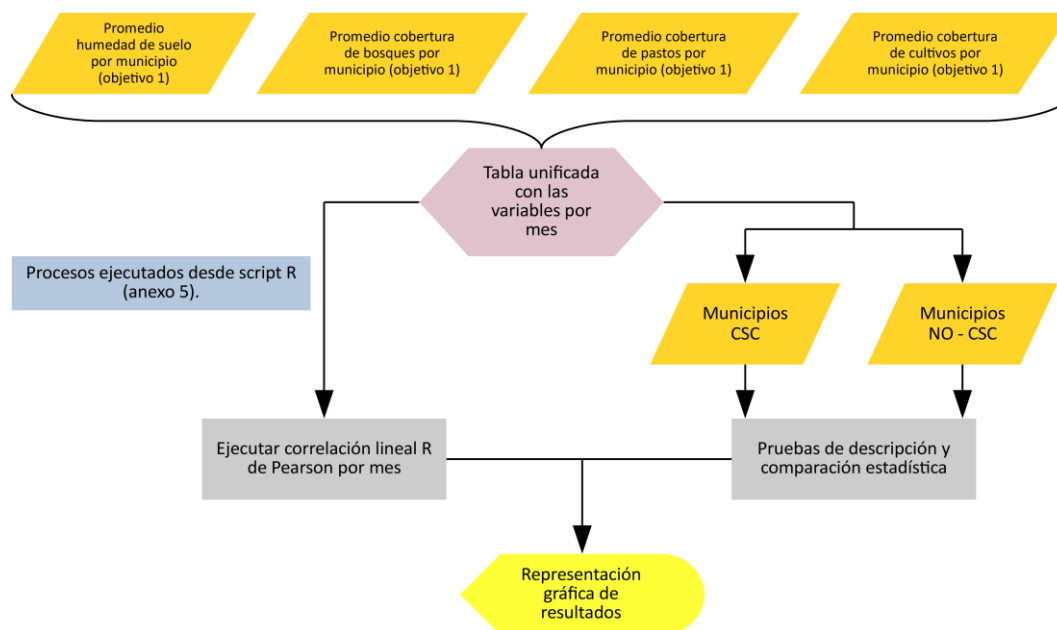 Promedio
humedad de suelo
por municipio
(objetivo 1)
Promedio cobertura
de bosques por
municipio (objetivo 1)
Promedio cobertura
de pastos por
municipio (objetivo 1)
Promedio cobertura
de cultivos por
municipio (objetivo 1)
Tabla unificada
con las
variables por
mes
Procesos ejecutados desde script R
(anexo 5).
Municipios
CSC
Municipios
NO - CSC
Ejecutar correlación lineal R
de Pearson por mes
Pruebas de descripción y
comparación estadística
Representación
gráfica de
resultados